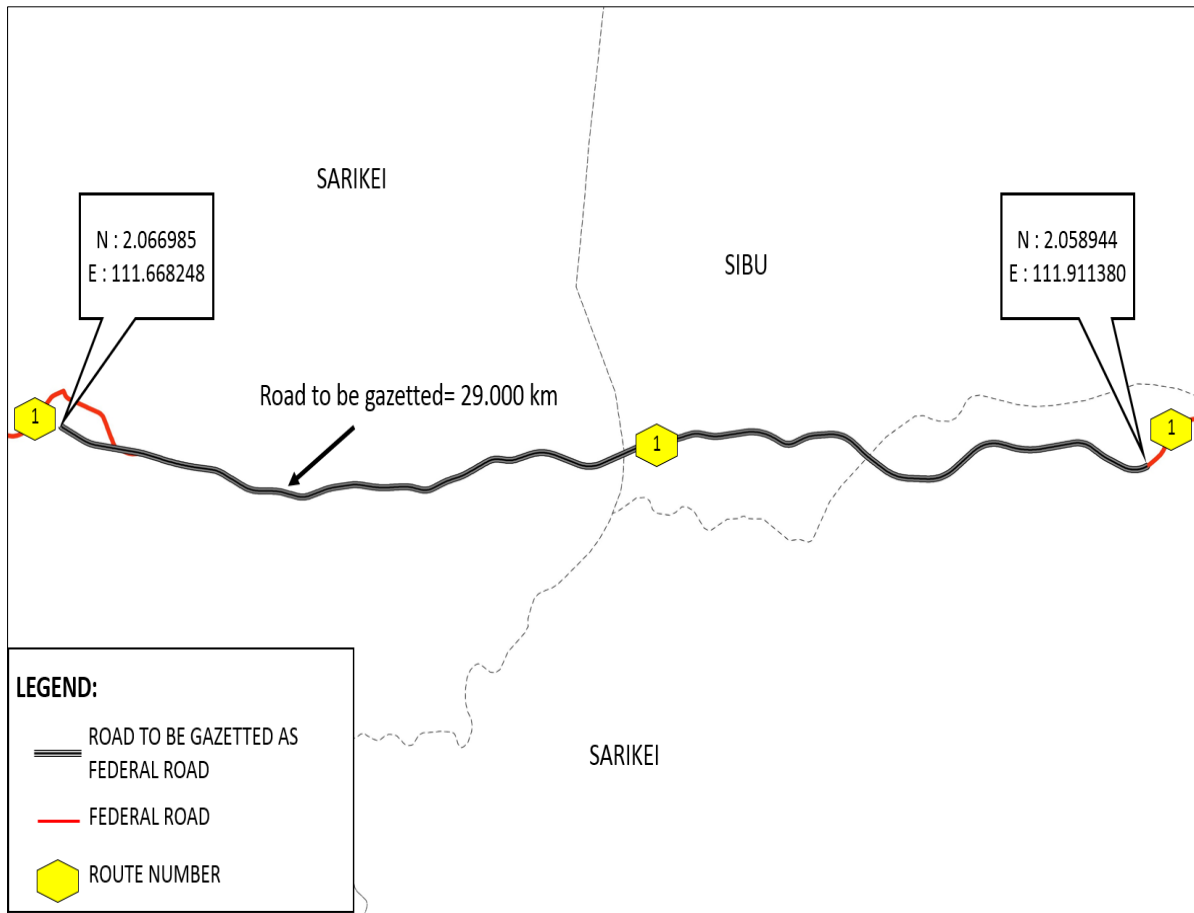 SARIKEI
N : 2.066985
E : 111.668248
SIBU
N : 2.058944
E : 111.911380
Road to be gazetted= 29.000 km
1
1
1
SARIKEI
LEGEND:
ROAD TO BE GAZETTED AS
FEDERAL ROAD
FEDERAL ROAD
ROUTE NUMBER